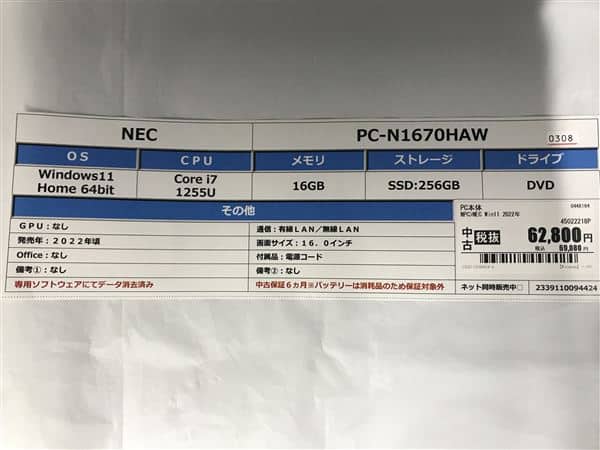 NEC PC-N1670HAW 0308
OS CPU メモリ ストレージ ドライブ
Windows11 Home 64bit Core i7 1255U 16GB SSD:256GB DVD
その他
GPU：なし 通信：有線LAN／無線LAN
発売年：２０２２年頃 画面サイズ：１６．０インチ
Office：なし 付属品：電源コード
備考①：なし 備考②：なし
専用ソフトウェアにてデータ消去済み 中古保証６ヵ月※バッテリーは消耗品のため保証対象外
PC本体
NPC/NEC Win11 2022年
45022218P
中古 税抜 62,800円
税込 69,080円
ネット同時販売中□ 2339110094424